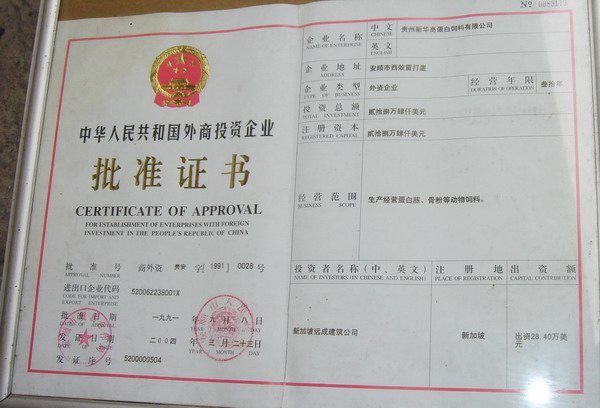 中华人民共和国外商投资企业
批准证书
CERTIFICATE OF APPROVAL
FOR ESTABLISHMENT OF ENTERPRISES WITH FOREIGN
INVESTMENT IN THE PEOPLE'S REPUBLIC OF CHINA
批准号 商外资 贵安 字[1991] 0028号
APPROVAL NUMBER
进出口企业代码 520062236001X
CODE FOR IMPORT AND
EXPORT ENTERPRISE
批准日期 一九九一 年 九 月 八 日
DATE OF APPROVAL YEAR MONTH DAY
发证日期 二00四 年 三 月 二十三 日
YEAR MONTH DAY
发证序号 5200000504
No
企业名称 中文 贵州新华高蛋白饲料有限公司
NAME OF ENTERPRISE CHINESE
英文
ENGLISH
企业地址 安顺市西效雷打崖
ADDRESS
企业类型 外资企业 经营年限 叁拾年
TYPE OF BUSINESS DURATION OF OPERATION
投资总额 贰拾捌万肆仟美元
TOTAL INVESTMENT
注册资本 贰拾捌万肆仟美元
REGISTERED CAPITAL
经营范围 生产经营蛋白胨、骨粉等动物饲料。
BUSINESS SCOPE
投资者名称(中、英文) 注册地 出资额
NAME OF INVESTORS (IN CHINESE AND ENGLISH) PLACE OF REGISTRATION CAPITAL CONTRIBUTION
新加坡远成建筑公司 新加坡 出资28.40万美
元